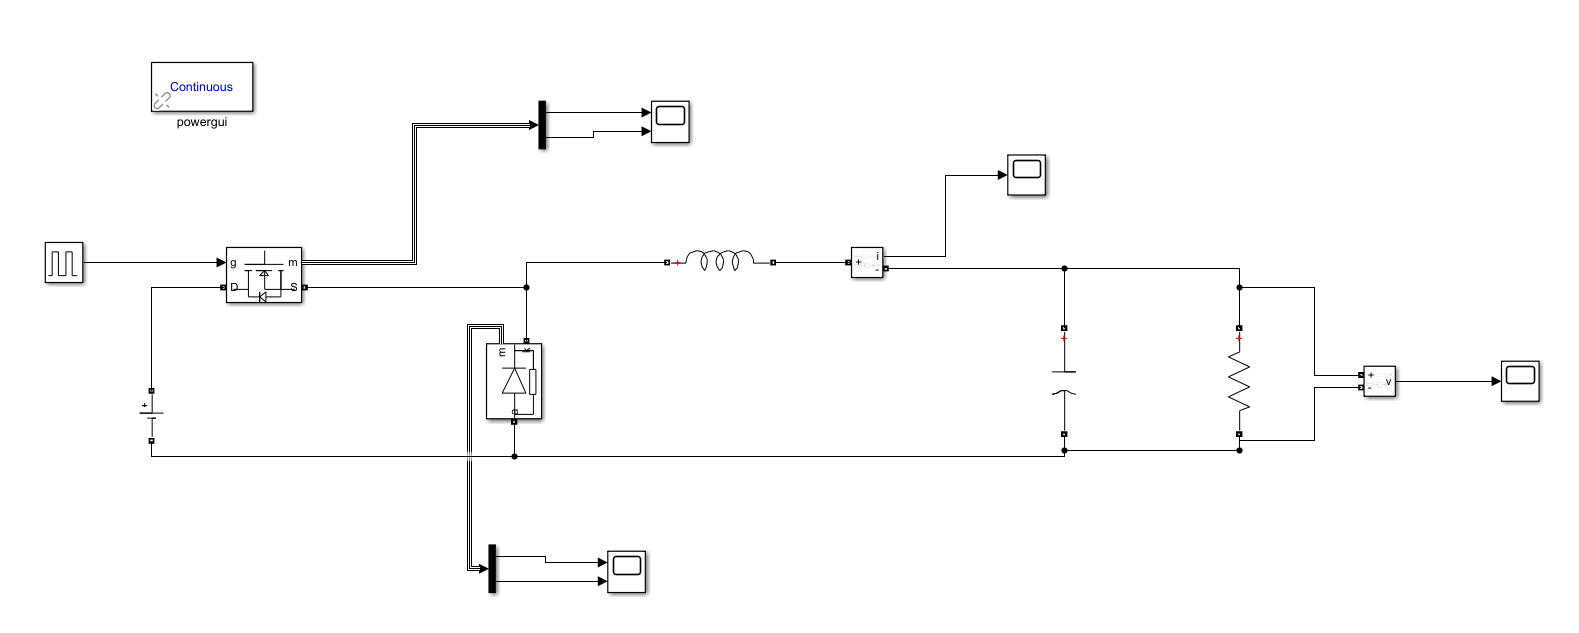 Continuous
powergui
g
m
D
S
+
i
-
m
k
a
+
+
+
+
+
-
v